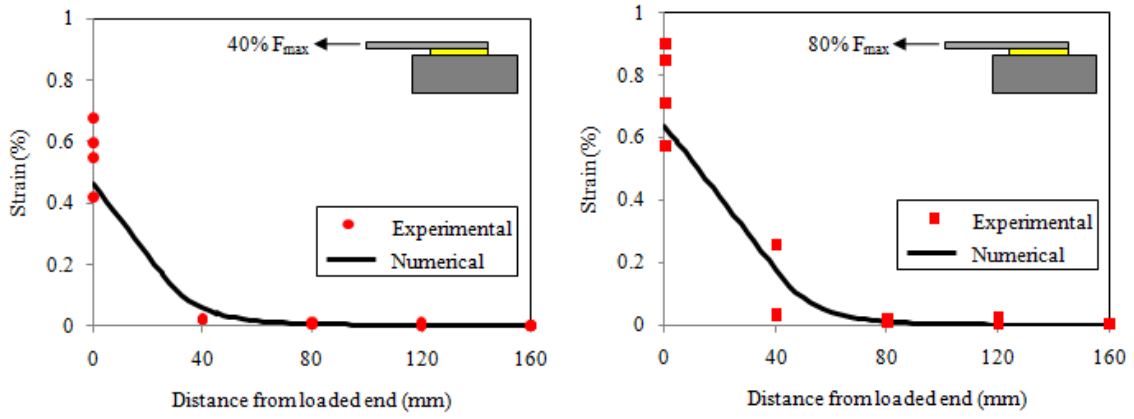 1
0.8
0.6
0.4
0.2
0
Strain (%)
40% Fmax
Experimental
Numerical
0 40 80 120 160
Distance from loaded end (mm)
1
0.8
0.6
0.4
0.2
0
Strain (%)
80% Fmax
Experimental
Numerical
0 40 80 120 160
Distance from loaded end (mm)